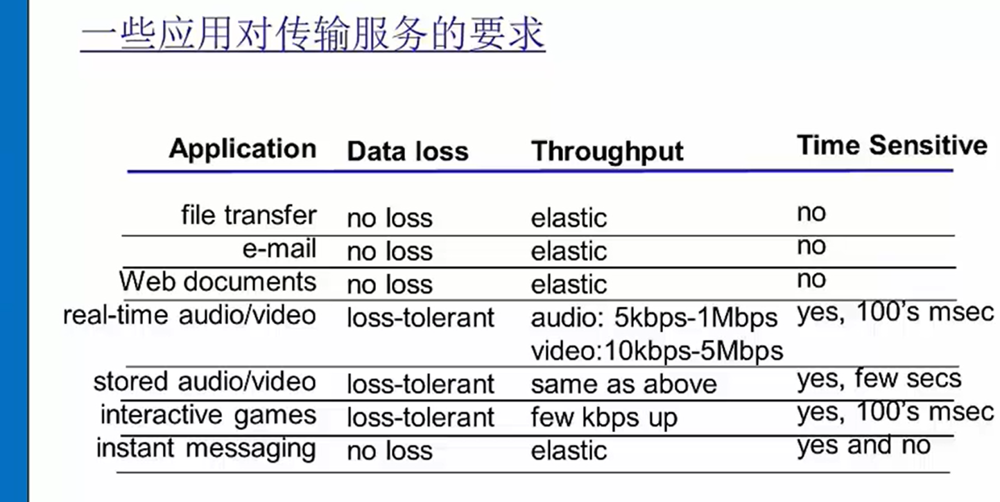 一些应用对传输服务的要求
Application Data loss Throughput Time Sensitive
file transfer no loss elastic no
e-mail no loss elastic no
Web documents no loss elastic no
real-time audio/video loss-tolerant audio: 5kbps-1Mbps yes, 100's msec
video:10kbps-5Mbps
stored audio/video loss-tolerant same as above yes, few secs
interactive games loss-tolerant few kbps up yes, 100's msec
instant messaging no loss elastic yes and no